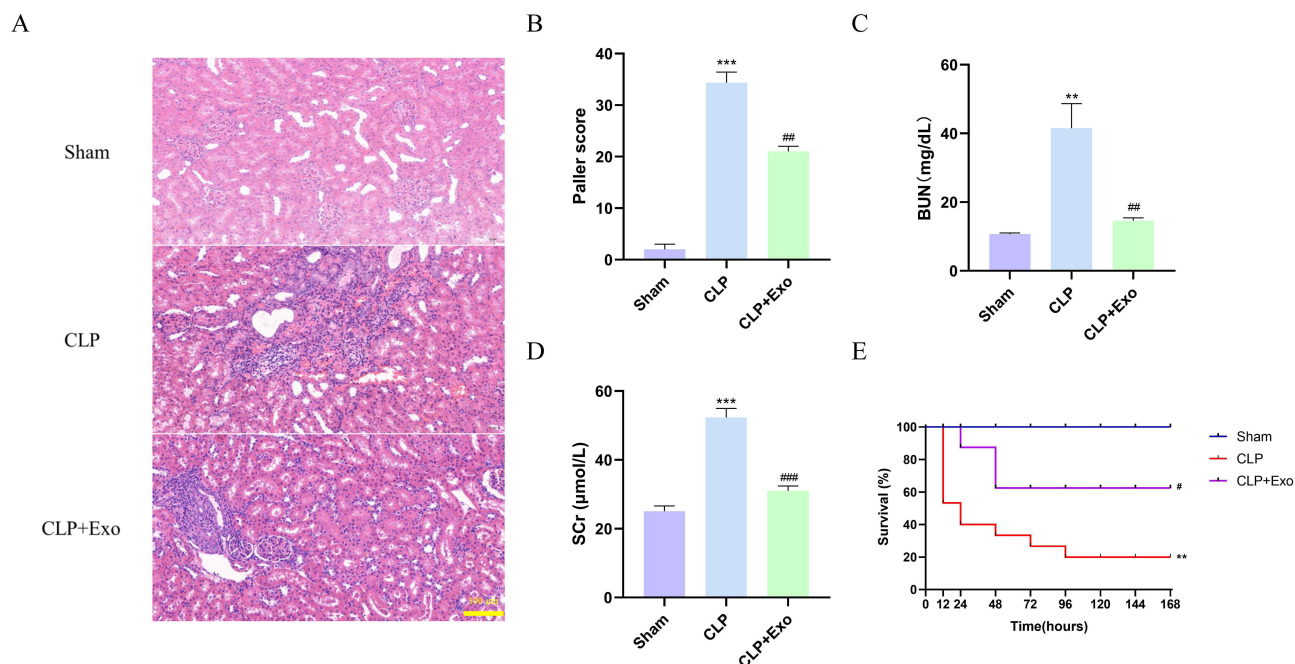 A
Sham
CLP
CLP+Exo
B
Paller score
40
30
20
10
0
***
##
Sham
CLP
CLP+Exo
C
BUN(mg/dL)
60
40
20
0
**
##
Sham
CLP
CLP+Exo
D
SCr (µmol/L)
60
40
20
0
***
###
Sham
CLP
CLP+Exo
E
Survival (%)
100
80
60
40
20
0
0 12 24 48 72 96 120 144 168
Time(hours)
#
**
Sham
CLP
CLP+Exo